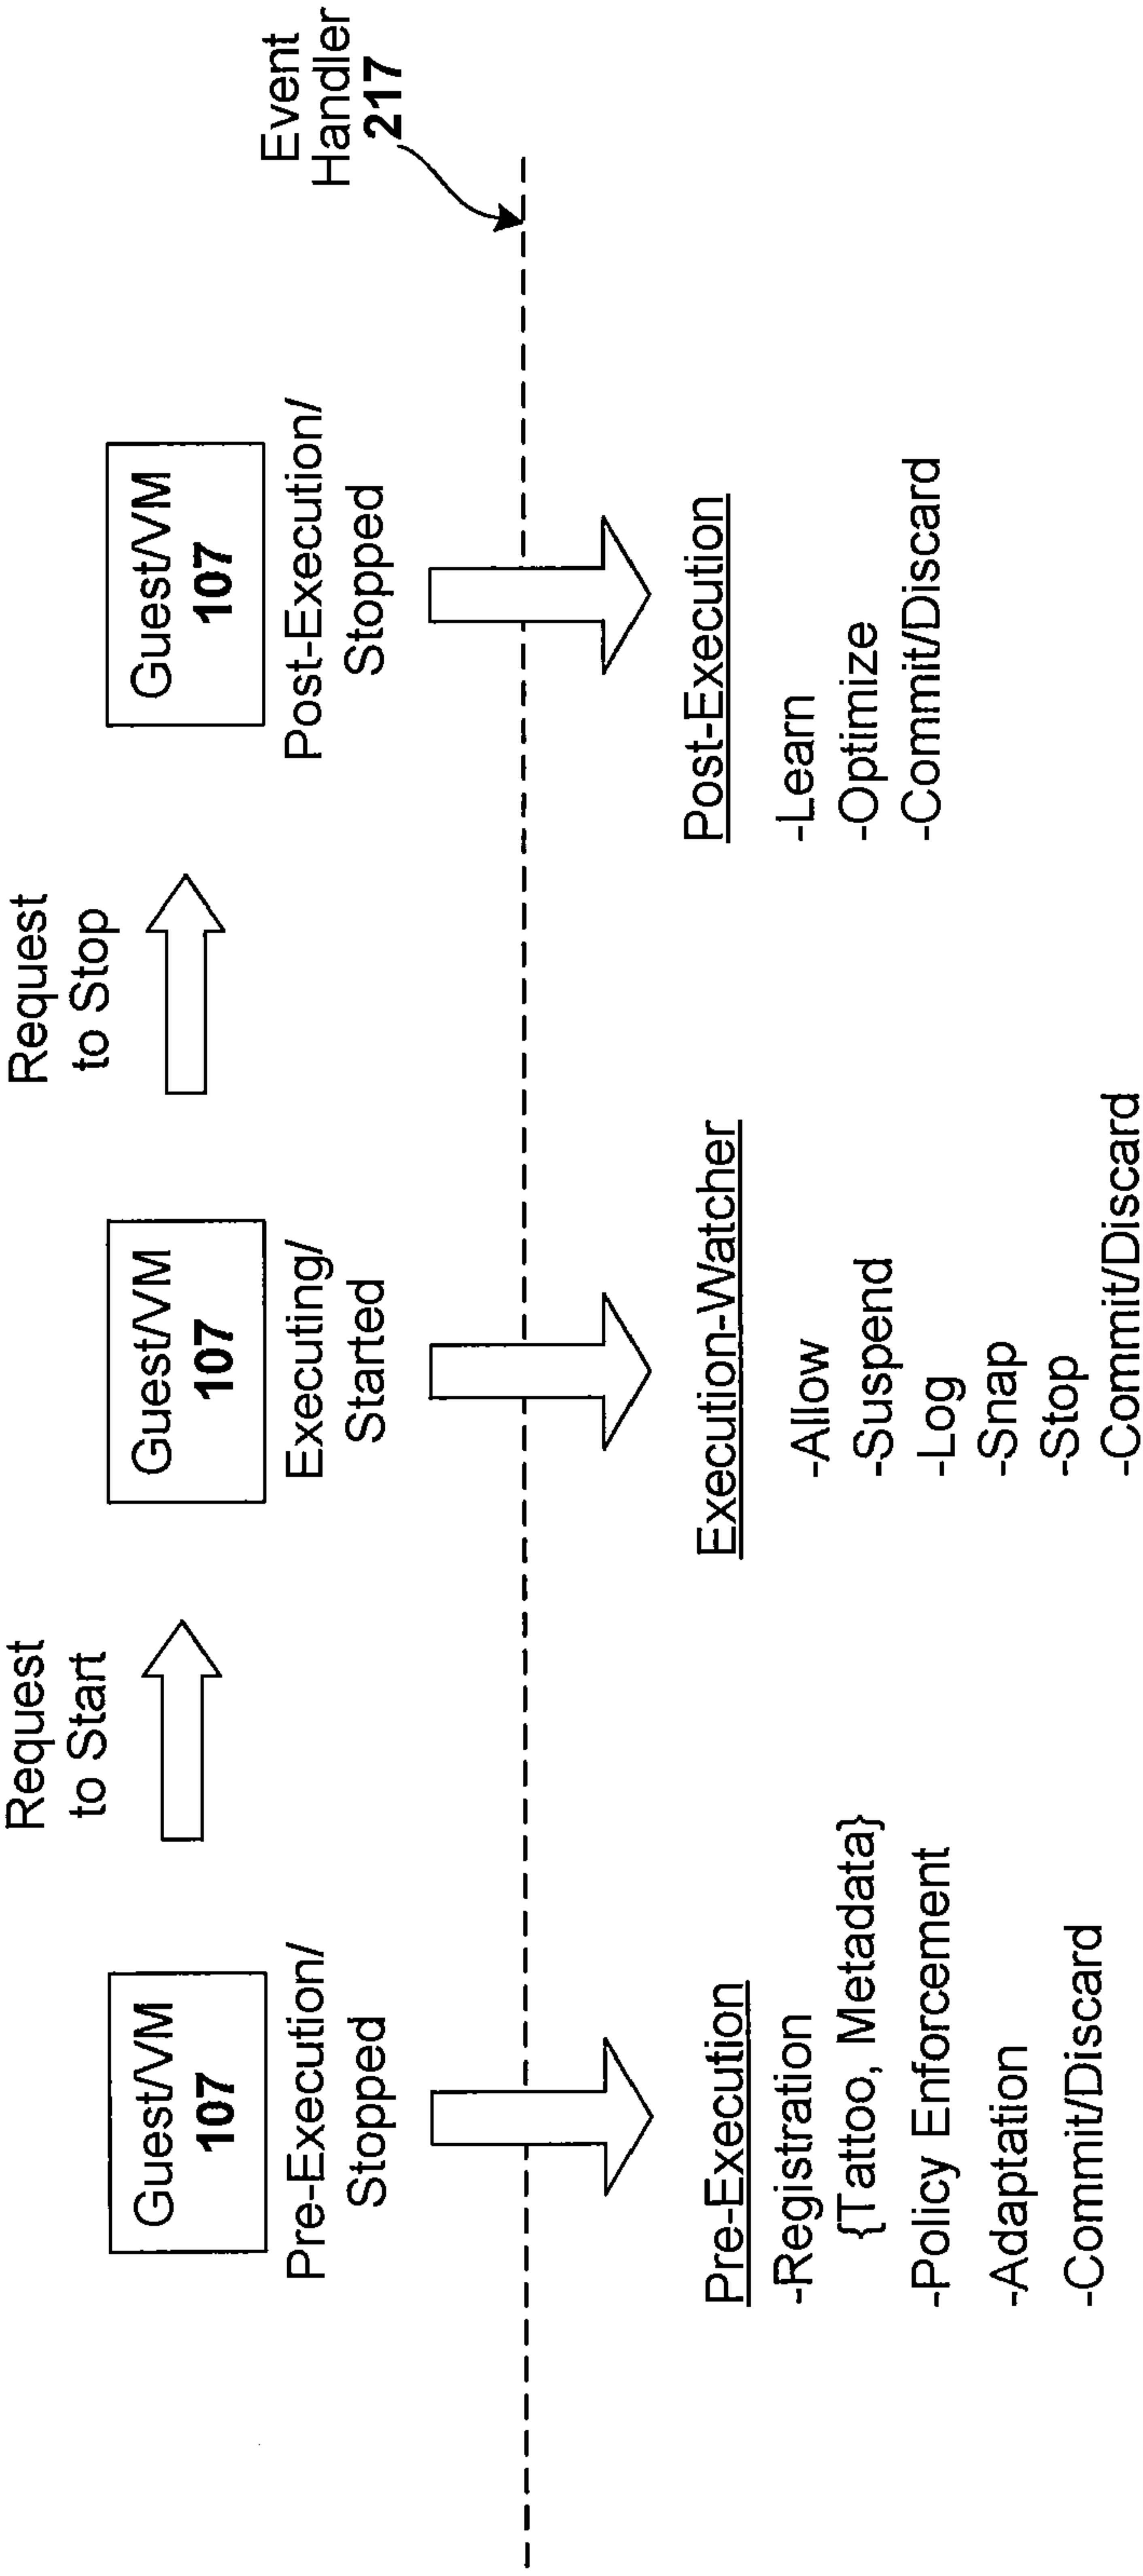 Request
to Start
Request
to Stop
Guest/VM
107
Guest/VM
107
Guest/VM
107
Pre-Execution/
Stopped
Executing/
Started
Post-Execution/
Stopped
Event
Handler
217
Pre-Execution
-Registration
{Tattoo, Metadata}
-Policy Enforcement
-Adaptation
-Commit/Discard
Execution-Watcher
-Allow
-Suspend
-Log
-Snap
-Stop
-Commit/Discard
Post-Execution
-Learn
-Optimize
-Commit/Discard